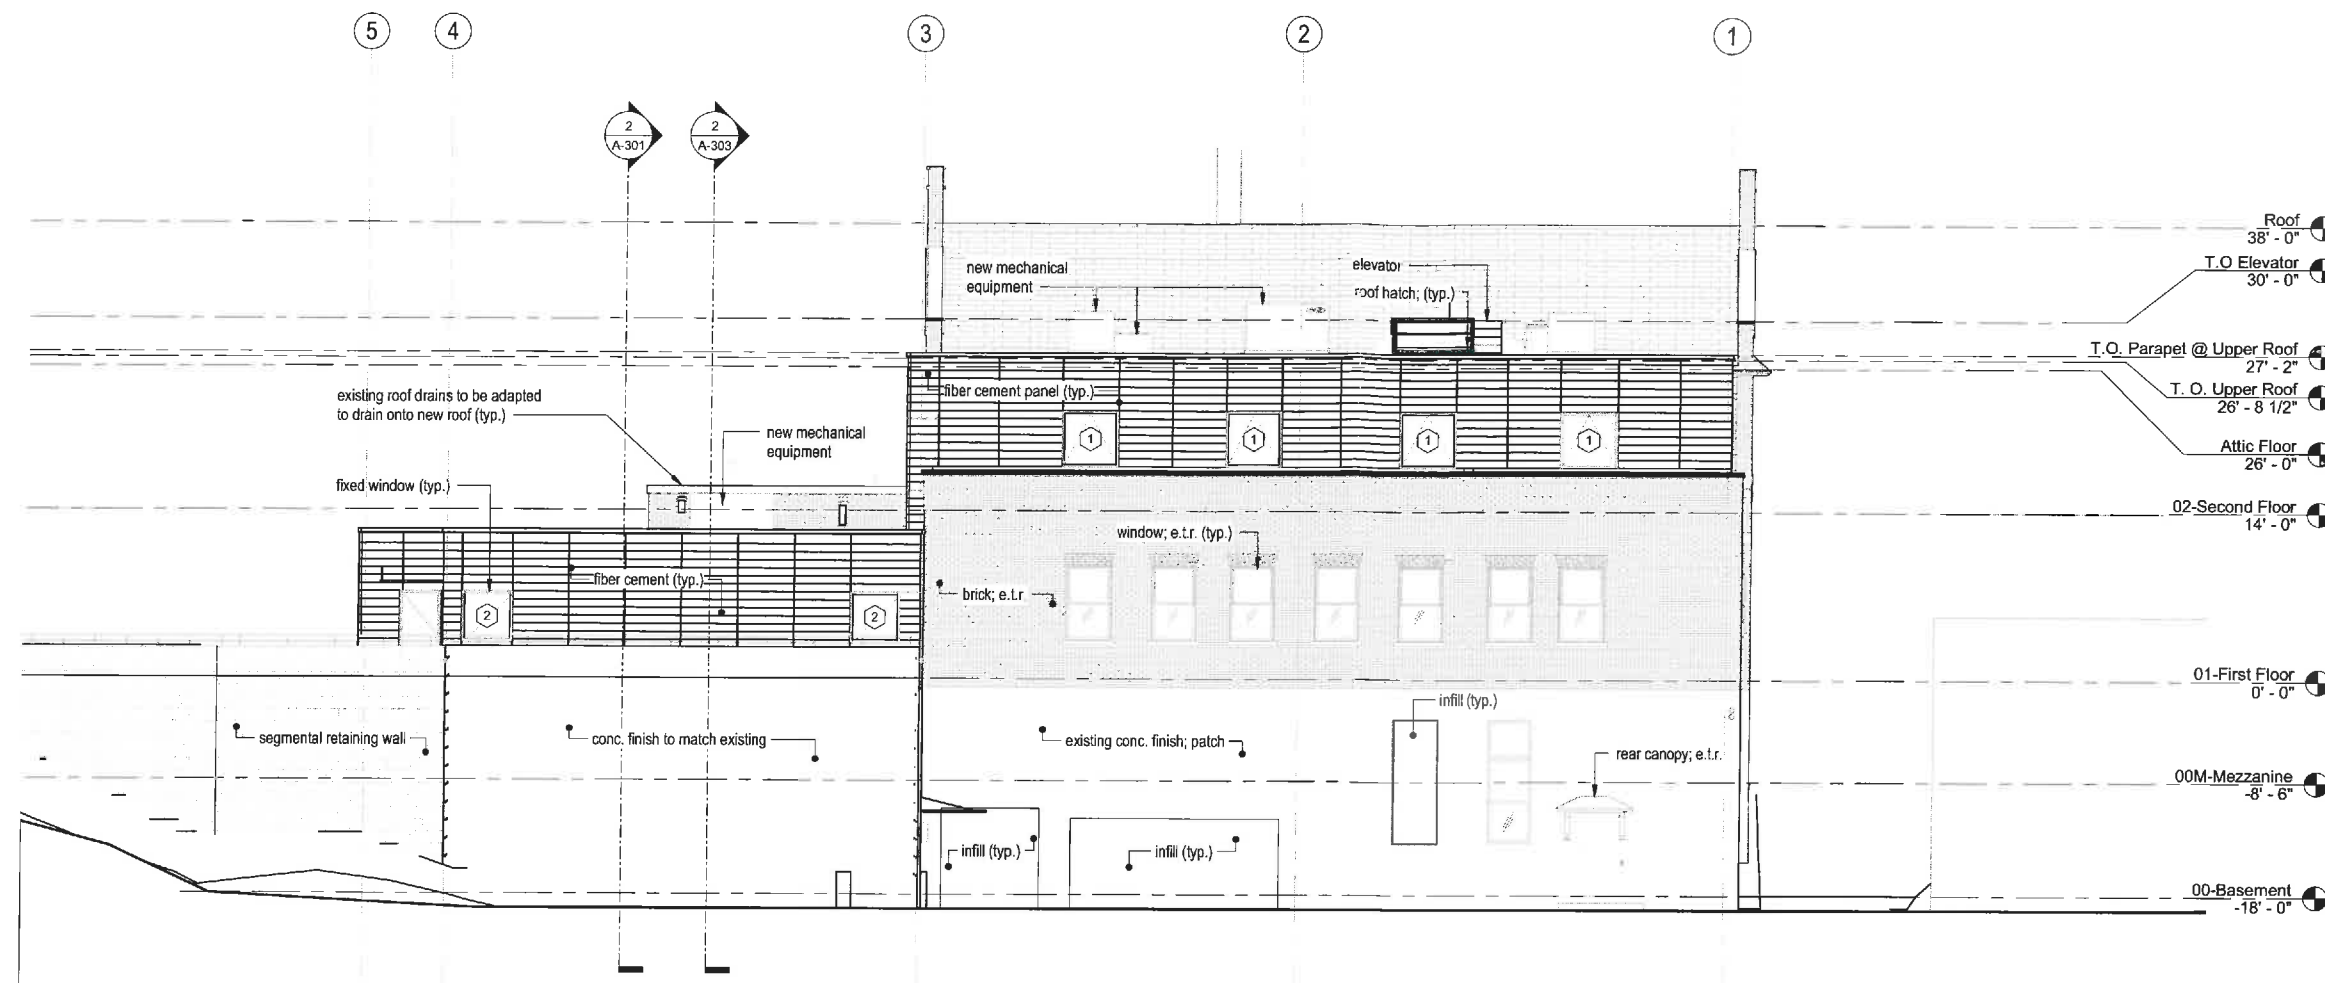 5
4
3
2
1
2
A-301
2
A-303
Roof
38' - 0"
T.O Elevator
30' - 0"
new mechanical
equipment
elevator
roof hatch; (typ.)
T.O. Parapet @ Upper Roof
27' - 2"
T. O. Upper Roof
26' - 8 1/2"
existing roof drains to be adapted
to drain onto new roof (typ.)
fiber cement panel (typ.)
new mechanical
equipment
1
1
1
1
Attic Floor
26' - 0"
fixed window (typ.)
02-Second Floor
14' - 0"
window; e.t.r. (typ.)
fiber cement (typ.)
brick; e.t.r.
2
2
01-First Floor
0' - 0"
infill (typ.)
segmental retaining wall
conc. finish to match existing
existing conc. finish; patch
rear canopy; e.t.r.
00M-Mezzanine
-8' - 6"
infill (typ.)
infill (typ.)
00-Basement
-18' - 0"